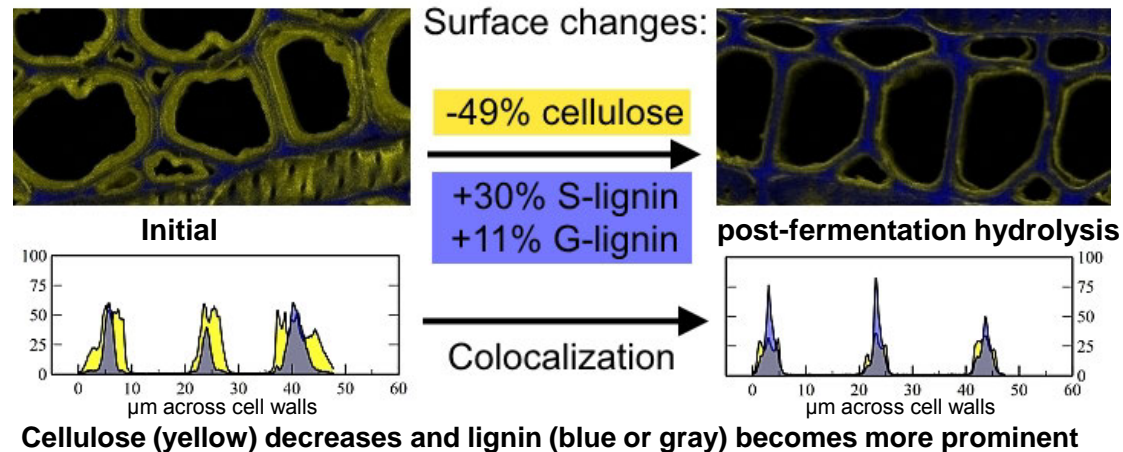 Surface changes:
-49% cellulose
+30% S-lignin
+11% G-lignin
Initial
post-fermentation hydrolysis
100
75
50
25
0
0 10 20 30 40 50 60
µm across cell walls
Colocalization
100
75
50
25
0
0 10 20 30 40 50 60
µm across cell walls
Cellulose (yellow) decreases and lignin (blue or gray) becomes more prominent